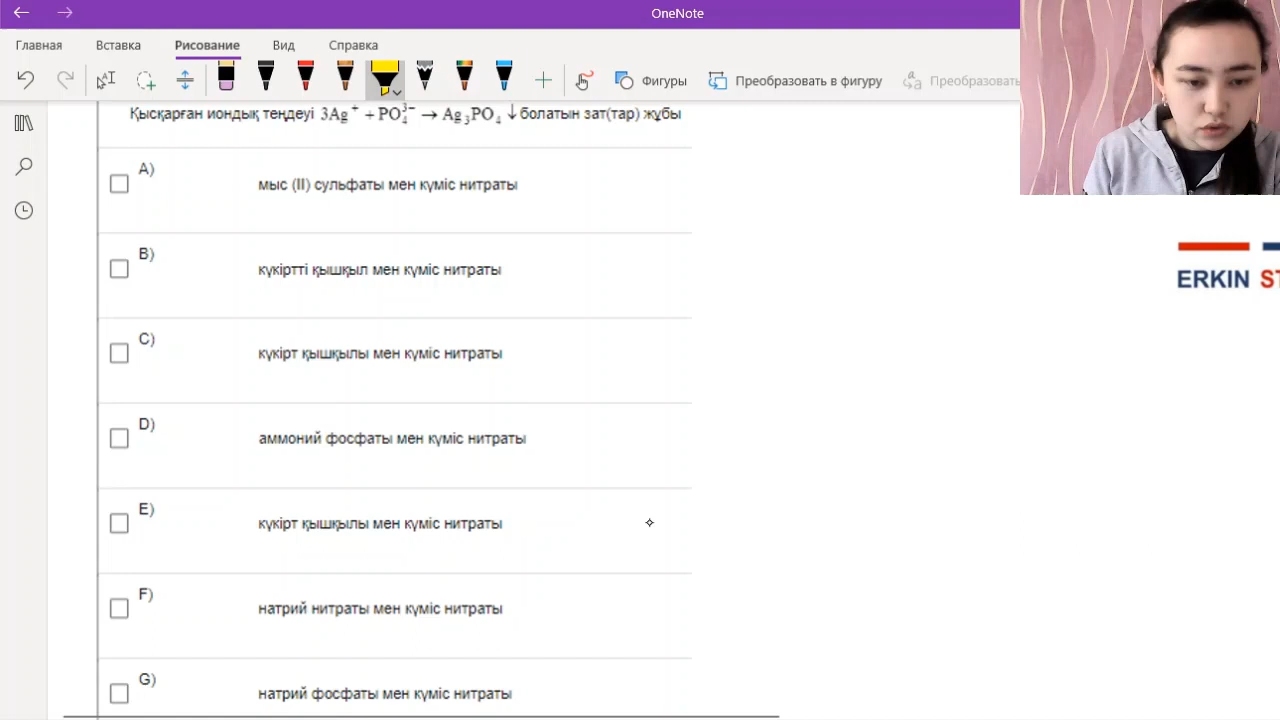 OneNote
Главная Вставка Рисование Вид Справка
Фигуры Преобразовать в фигуру Преобразовать
Қысқарған иондық теңдеуі 3Ag⁺ + PO₄³⁻ → Ag₃PO₄ ↓ болатын зат(тар) жұбы
A) мыс (II) сульфаты мен күміс нитраты
B) күкіртті қышқыл мен күміс нитраты
C) күкірт қышқылы мен күміс нитраты
D) аммоний фосфаты мен күміс нитраты
E) күкірт қышқылы мен күміс нитраты
F) натрий нитраты мен күміс нитраты
G) натрий фосфаты мен күміс нитраты
ERKIN ST